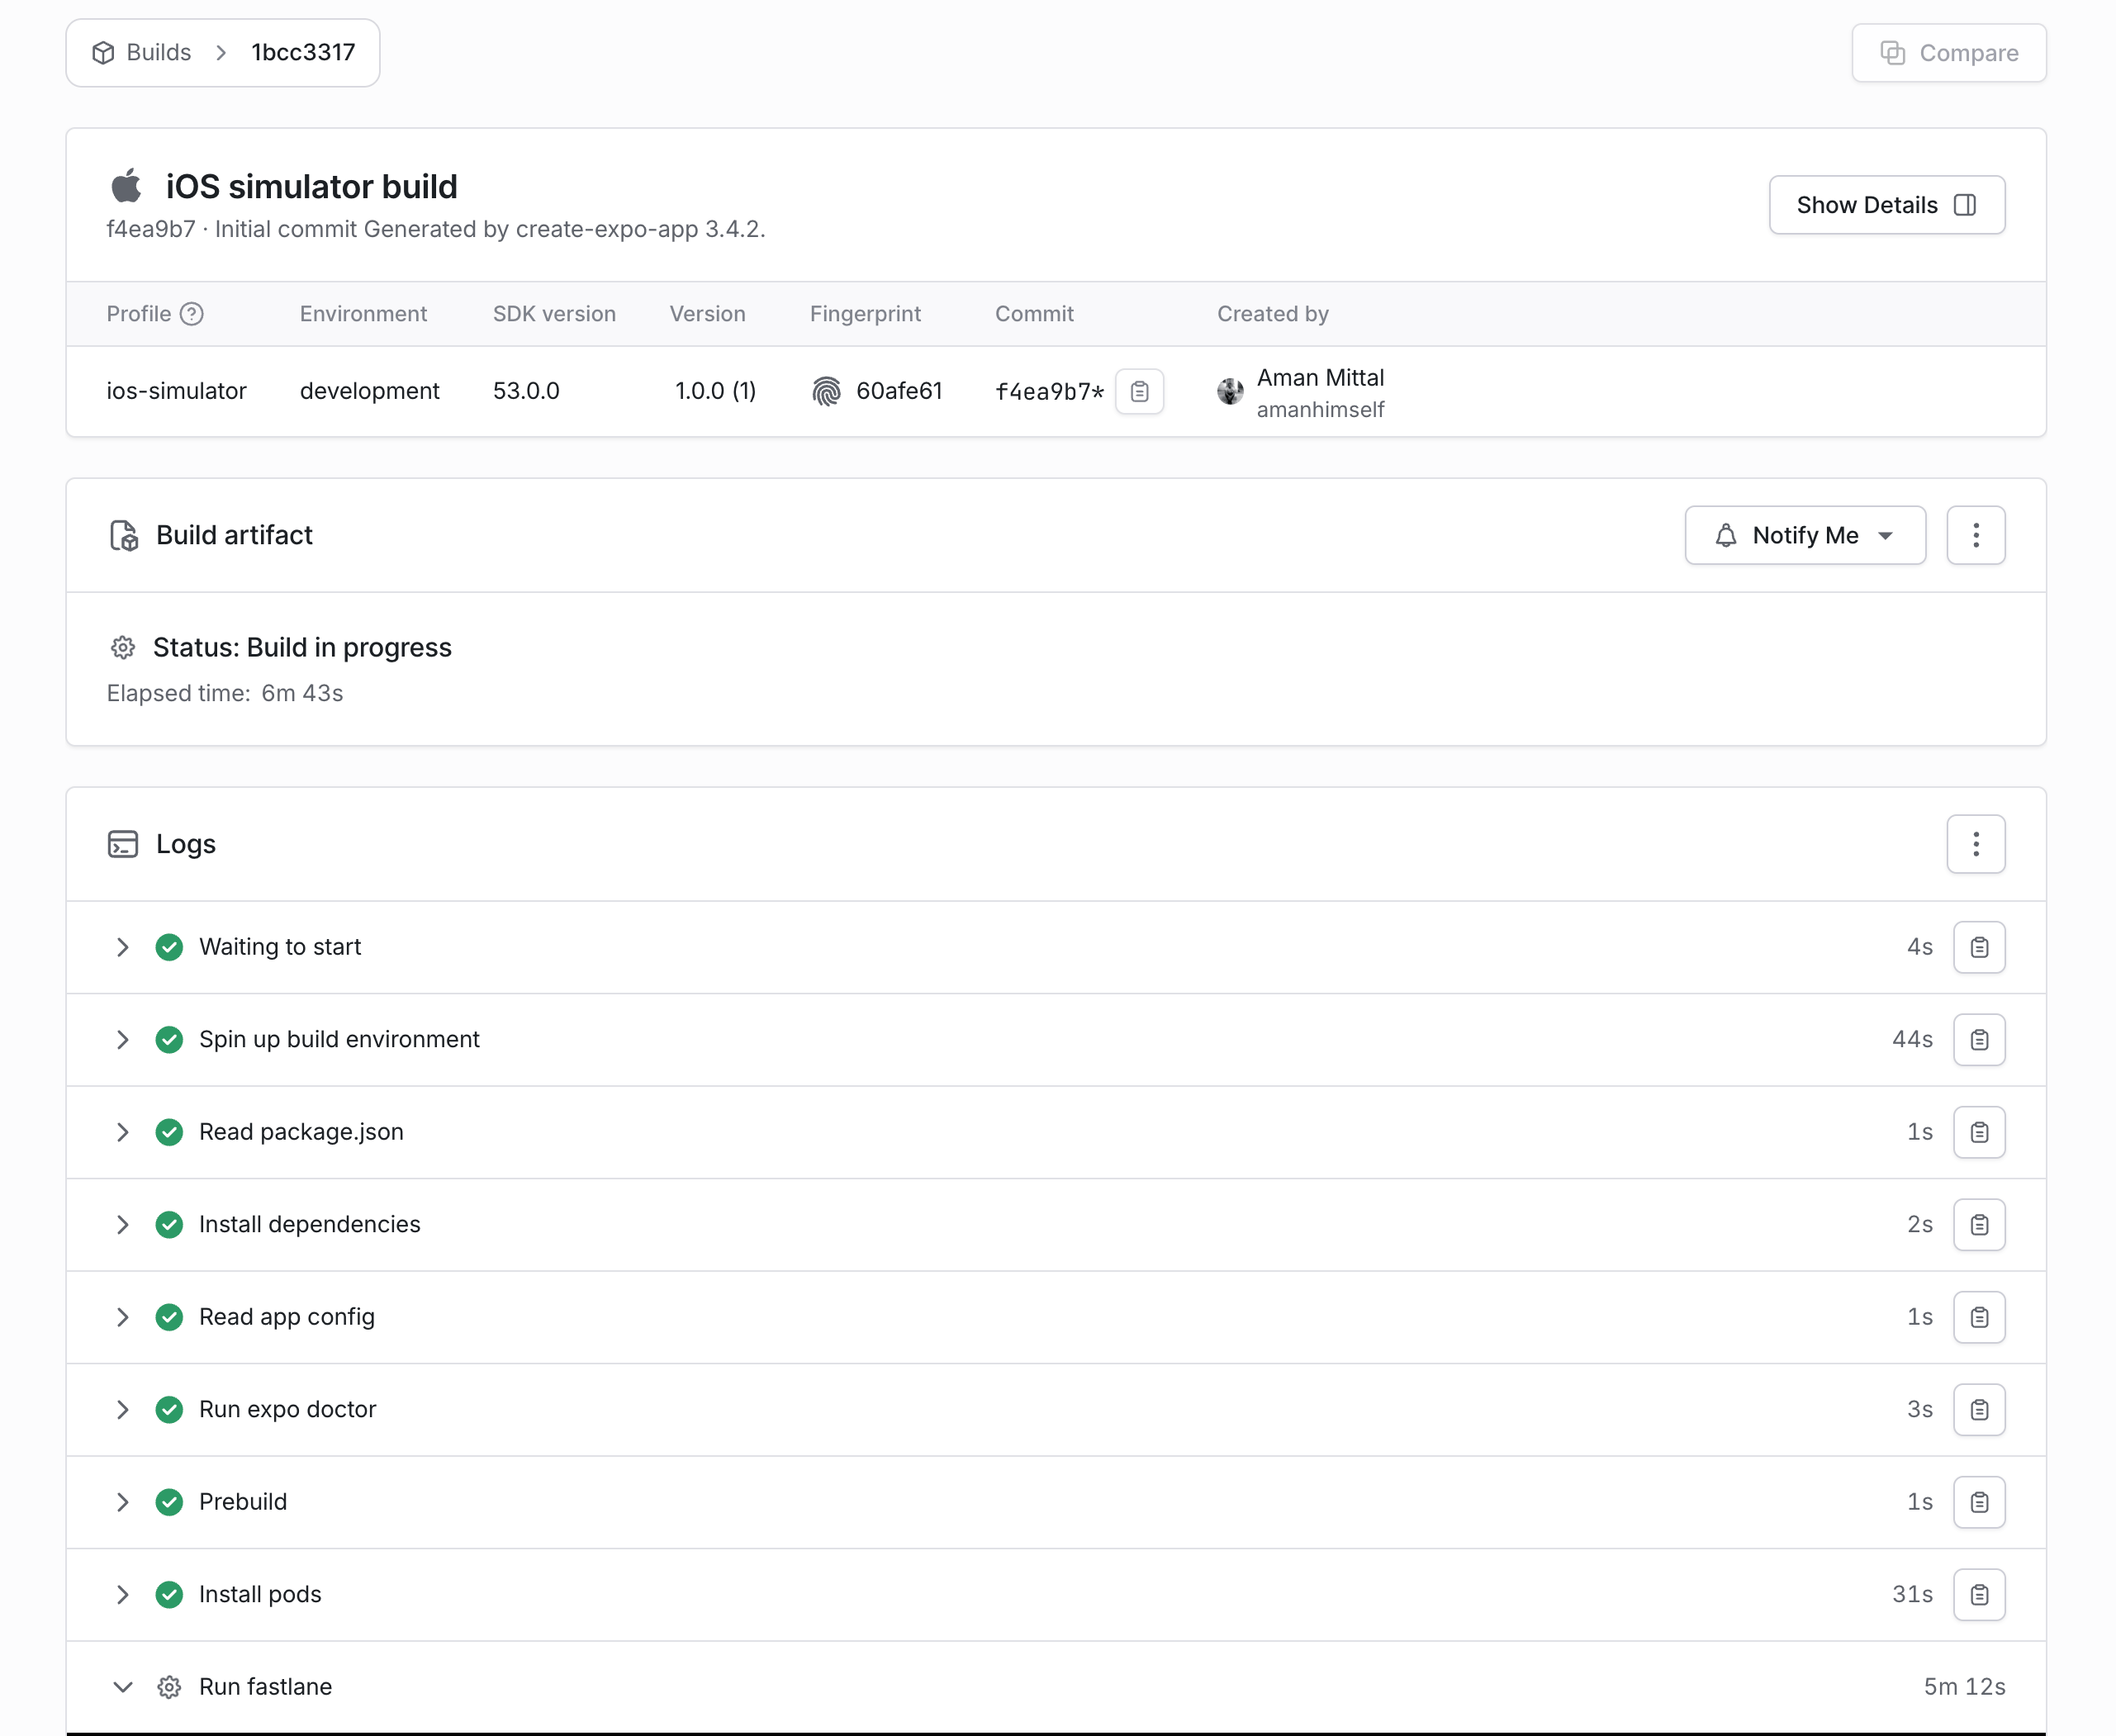 Builds > 1bcc3317
Compare
iOS simulator build
f4ea9b7 · Initial commit Generated by create-expo-app 3.4.2.
Show Details
Profile Environment SDK version Version Fingerprint Commit Created by
ios-simulator development 53.0.0 1.0.0 (1) 60afe61 f4ea9b7* Aman Mittal
amanhimself
Build artifact
Notify Me
Status: Build in progress
Elapsed time: 6m 43s
Logs
Waiting to start 4s
Spin up build environment 44s
Read package.json 1s
Install dependencies 2s
Read app config 1s
Run expo doctor 3s
Prebuild 1s
Install pods 31s
Run fastlane 5m 12s